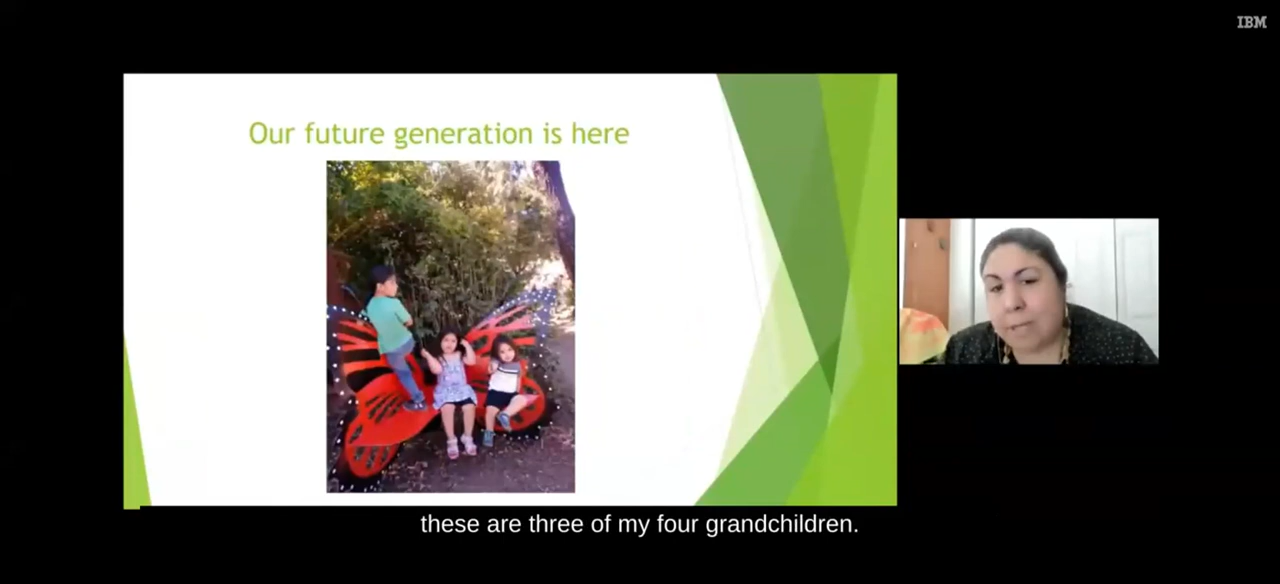 IBM
Our future generation is here
these are three of my four grandchildren.